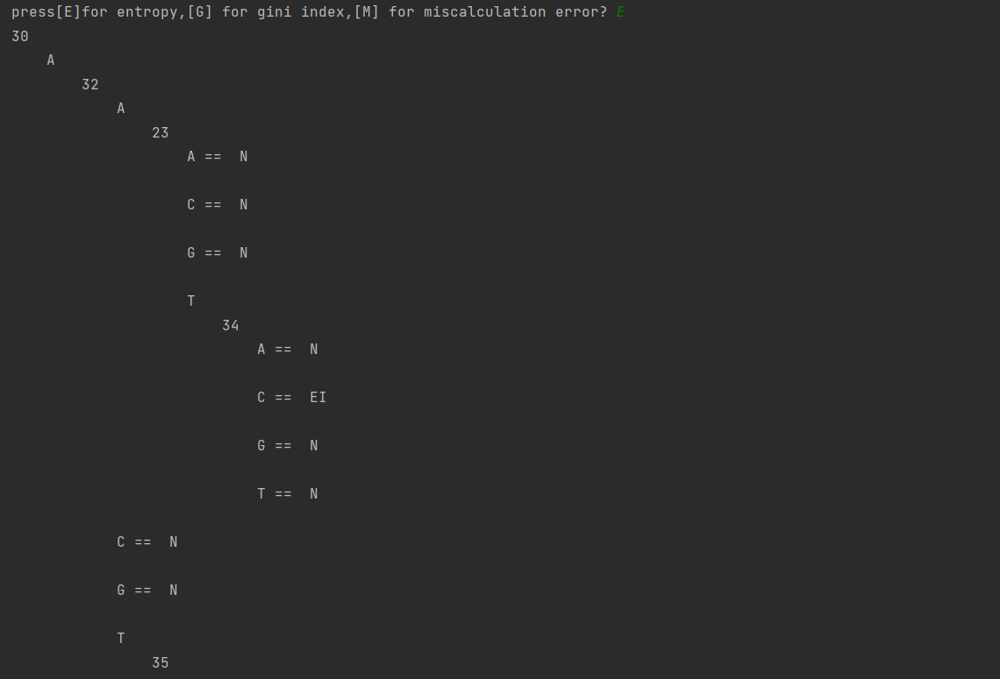 press[E]for entropy,[G] for gini index,[M] for miscalculation error? E
30
    A
        32
            A
                23
                    A ==  N
                    C ==  N
                    G ==  N
                    T
                        34
                            A ==  N
                            C ==  EI
                            G ==  N
                            T ==  N
            C ==  N
            G ==  N
            T
                35